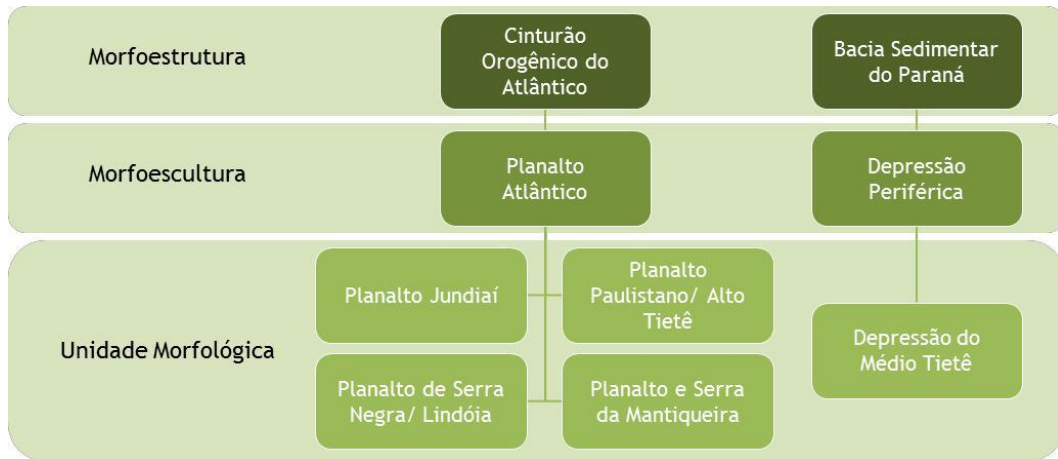 Morfoestrutura
Cinturão
Orogênico do
Atlântico
Bacia Sedimentar
do Paraná
Morfoescultura
Planalto
Atlântico
Depressão
Periférica
Unidade Morfológica
Planalto Jundiaí
Planalto
Paulistano/ Alto
Tietê
Planalto de Serra
Negra/ Lindóia
Planalto e Serra
da Mantiqueira
Depressão do
Médio Tietê